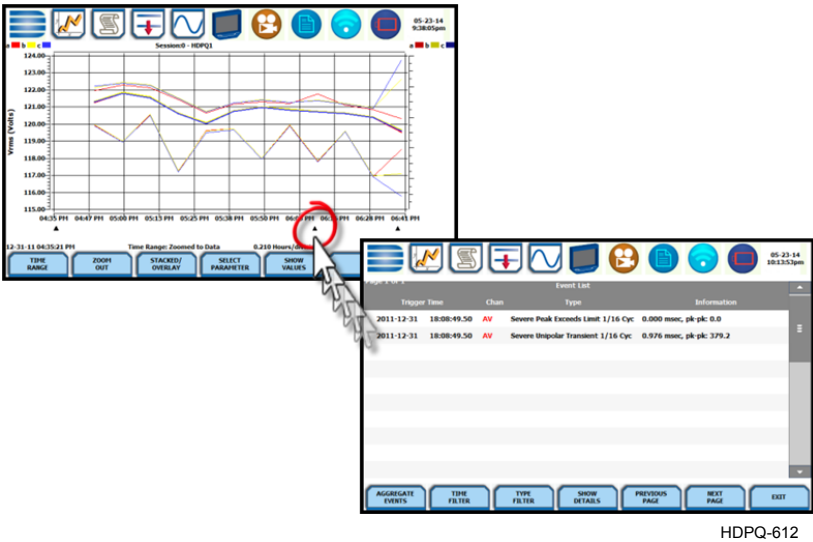 05-23-14
9:38:05pm
a b c Session:0 - HDPQ1 a b c
124.00
123.00
122.00
121.00
120.00
119.00
118.00
117.00
116.00
115.00
Vrms (Volts)
04:35 PM 04:47 PM 05:00 PM 05:13 PM 05:25 PM 05:38 PM 05:50 PM PM 06:28 PM 06:41 PM
12-31-11 04:35:21 PM Time Range: Zoomed to Data 0.210 Hours/
TIME RANGE
ZOOM OUT
STACKED/ OVERLAY
SELECT PARAMETER
SHOW VALUES
05-23-14
10:13:53pm
Page 1 of 1 Event List
Trigger Time Chan Type Information
2011-12-31 18:08:49.50 AV Severe Peak Exceeds Limit 1/16 Cyc 0.000 msec, pk-pk: 0.0
2011-12-31 18:08:49.50 AV Severe Unipolar Transient 1/16 Cyc 0.976 msec, pk-pk: 379.2
AGGREGATE EVENTS
TIME FILTER
TYPE FILTER
SHOW DETAILS
PREVIOUS PAGE
NEXT PAGE
EXIT
HDPQ-612